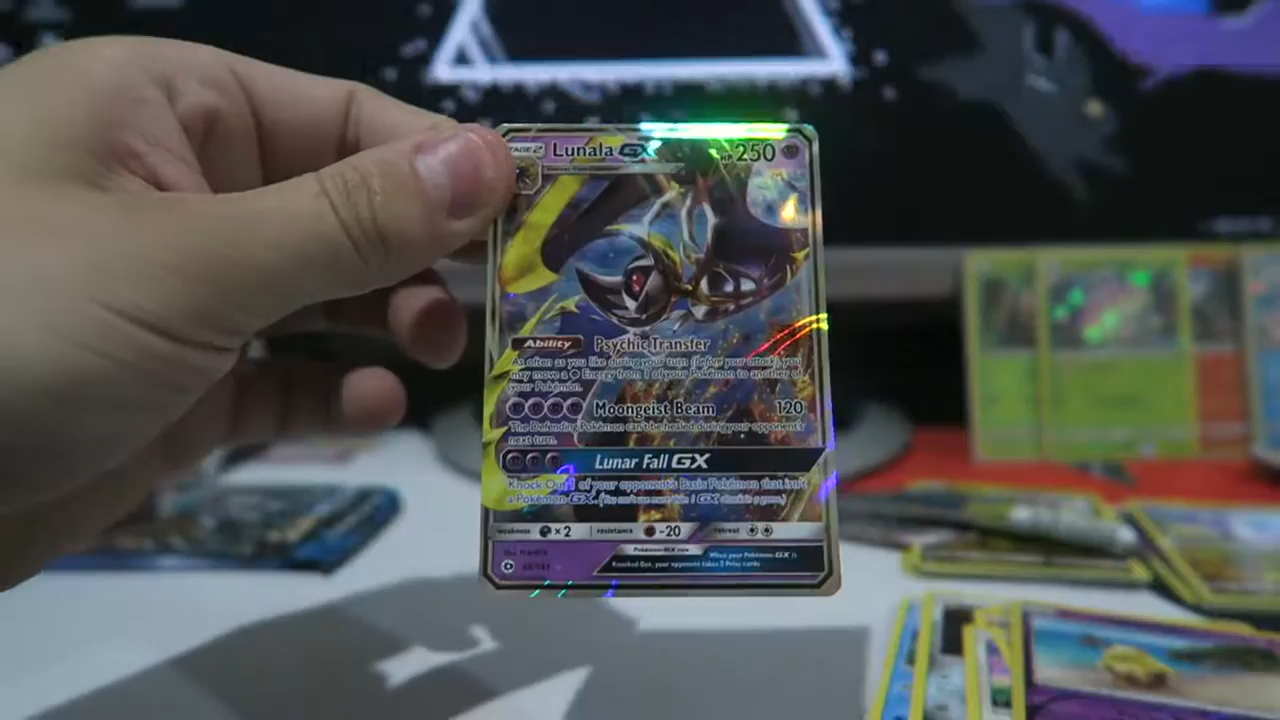 STAGE 2 Lunala GX HP 250
Ability Psychic Transfer
As often as you like during your turn (before your attack), you
may move a Energy from 1 of your Pokémon to another of
your Pokémon.
Moongeist Beam 120
The Defending Pokémon can't be healed during your opponent's
next turn.
Lunar Fall GX
Knock Out 1 of your opponent's Basic Pokémon that isn't
a Pokémon-GX. (You can't use more than 1 GX attack in a game.)
weakness ×2 resistance -20 retreat
Pokémon-GX rule When your Pokémon-GX is
Knocked Out, your opponent takes 2 Prize cards.